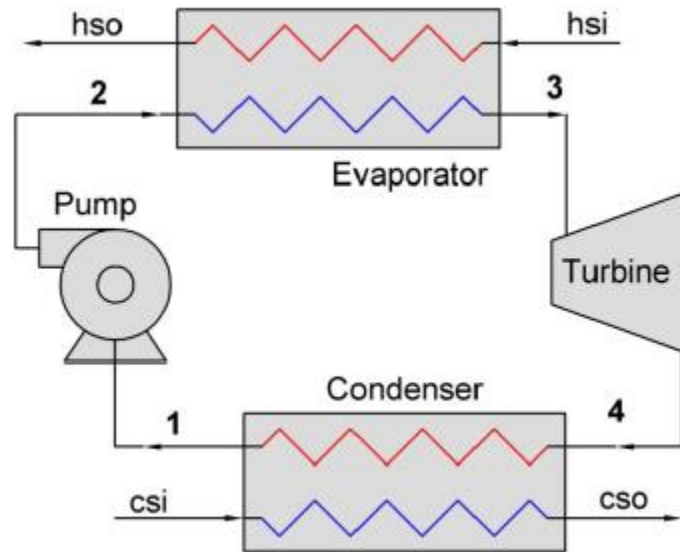 hso
hsi
2
3
Evaporator
Pump
Turbine
Condenser
1
4
csi
cso